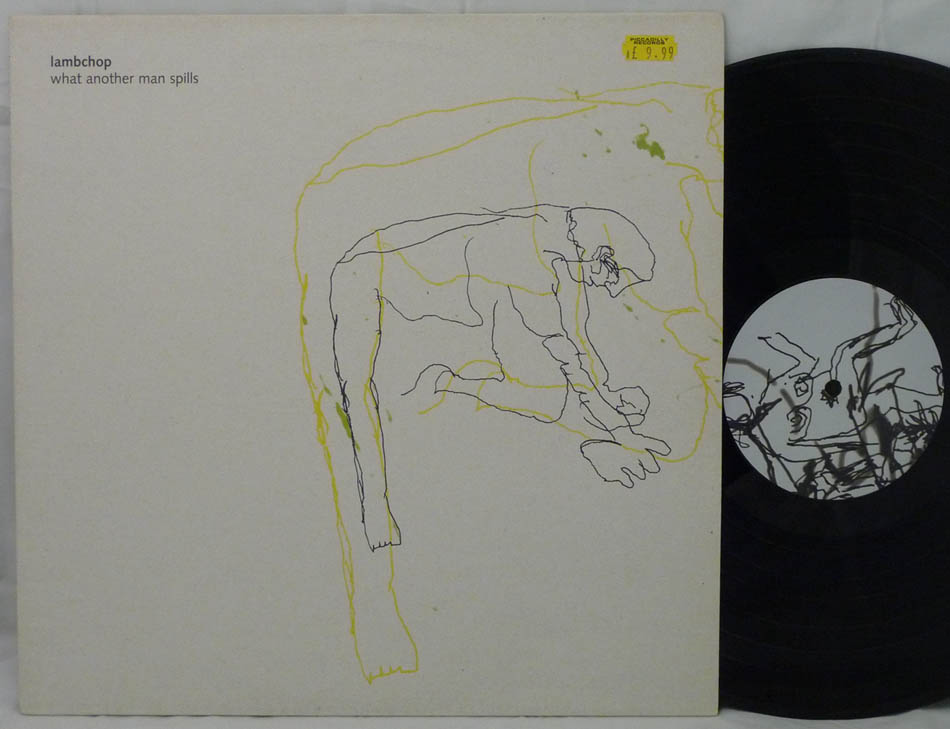 lambchop
what another man spills
PICCADILLY
RECORDS
£ 9.99